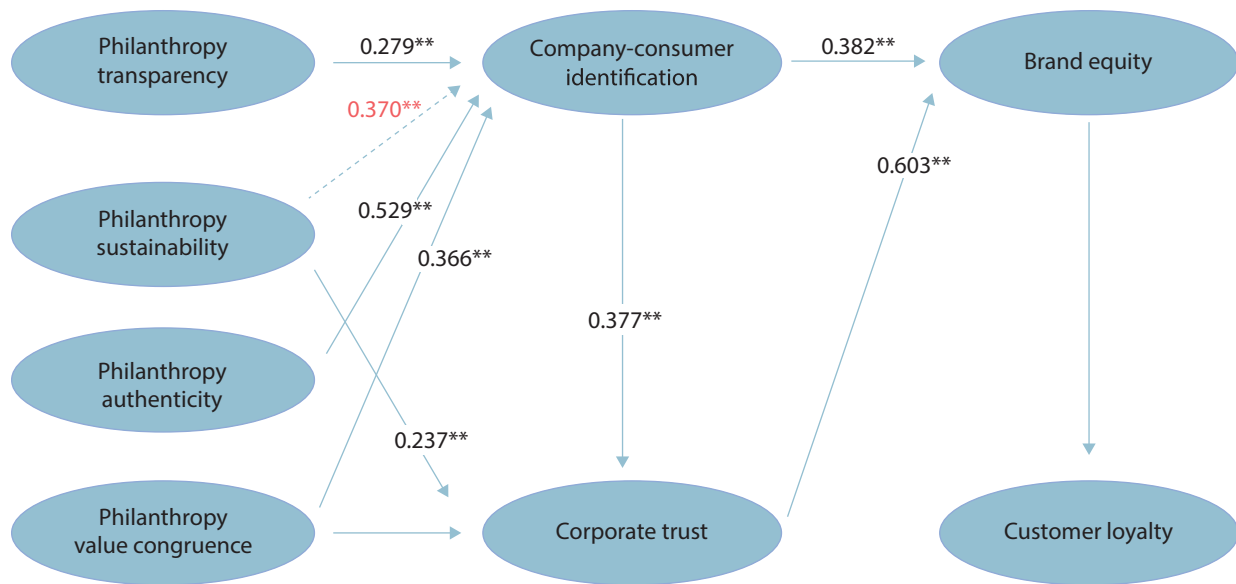 Philanthropy
transparency
0.279**
Company-consumer
identification
0.382**
Brand equity
0.370**
0.603**
Philanthropy
sustainability
0.529**
0.366**
0.377**
Philanthropy
authenticity
0.237**
Philanthropy
value congruence
Corporate trust
Customer loyalty